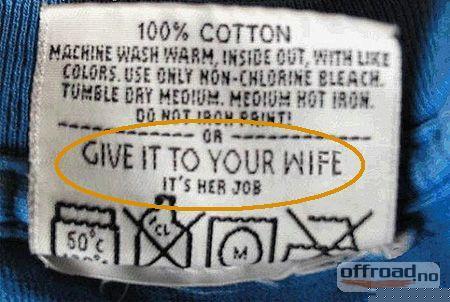 100% COTTON
MACHINE WASH WARM, INSIDE OUT, WITH LIKE
COLORS. USE ONLY NON-CHLORINE BLEACH.
TUMBLE DRY MEDIUM. MEDIUM HOT IRON.
DO NOT IRON PRINT!
OR
GIVE IT TO YOUR WIFE
IT'S HER JOB
50°C
CL
M
offroad.no